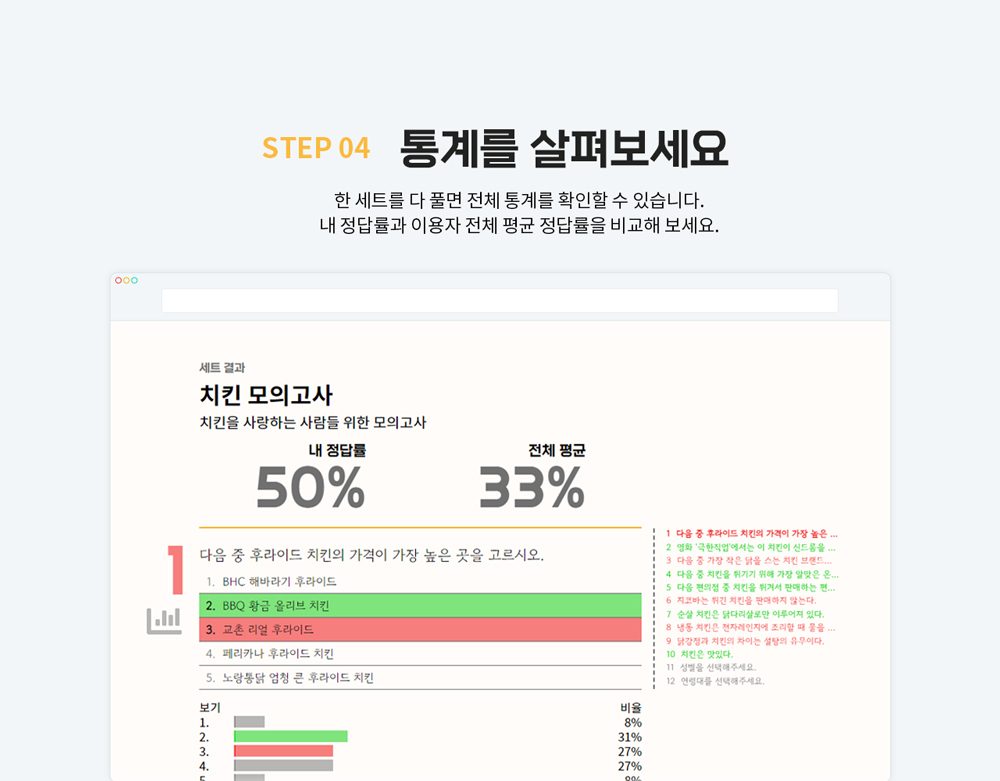 STEP 04 통계를 살펴보세요
한 세트를 다 풀면 전체 통계를 확인할 수 있습니다.
내 정답률과 이용자 전체 평균 정답률을 비교해 보세요.
세트 결과
치킨 모의고사
치킨을 사랑하는 사람들 위한 모의고사
내 정답률
50%
전체 평균
33%
1
다음 중 후라이드 치킨의 가격이 가장 높은 곳을 고르시오.
1. BHC 해바라기 후라이드
2. BBQ 황금 올리브 치킨
3. 교촌 리얼 후라이드
4. 페리카나 후라이드 치킨
5. 노랑통닭 엄청 큰 후라이드 치킨
1 다음 중 후라이드 치킨의 가격이 가장 높은 ...
2 영화 '극한직업'에서는 이 치킨이 신드롬을 ...
3 다음 중 가장 작은 닭을 스는 치킨 브랜드...
4 다음 중 치킨을 튀기기 위해 가장 알맞은 온...
5 다음 편의점 중 치킨을 튀겨서 판매하는 편...
6 지코바는 튀긴 치킨을 판매하지 않는다.
7 순살 치킨은 닭다리살로만 이루어져 있다.
8 냉동 치킨은 전자레인지에 조리할 때 물을 ...
9 닭강정과 치킨의 차이는 설탕의 유무이다.
10 치킨은 맛있다.
11 성별을 선택해주세요.
12 연령대를 선택해주세요.
보기 비율
1. 8%
2. 31%
3. 27%
4. 27%
5. 8%